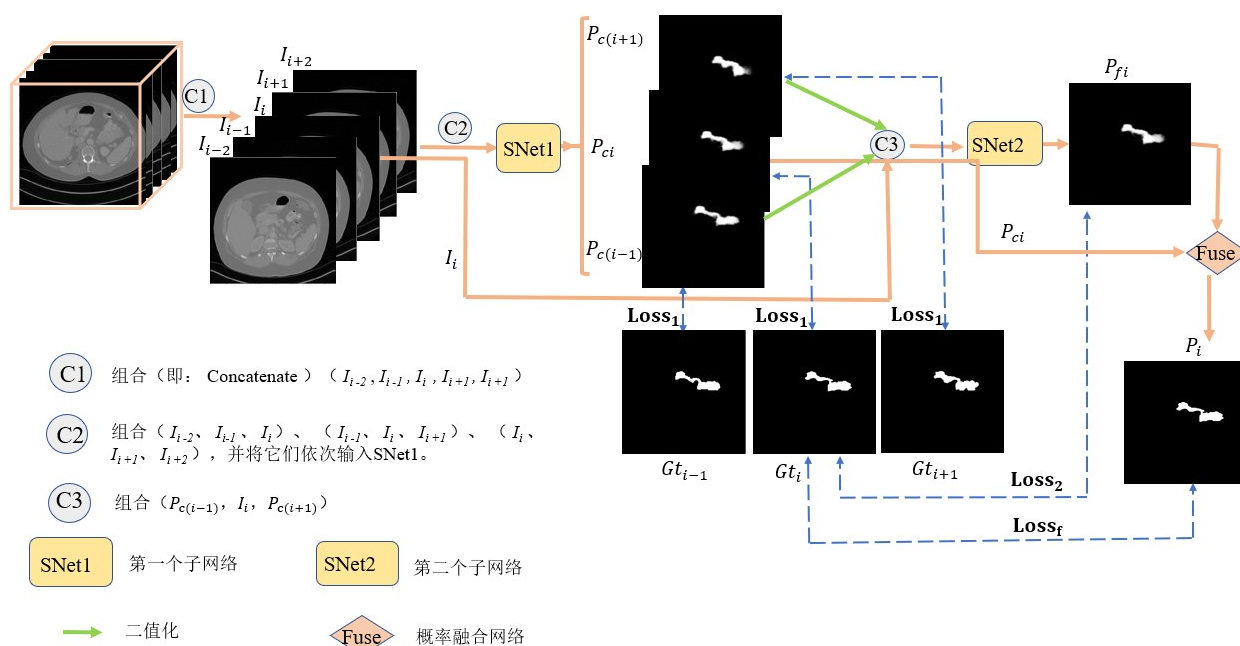 I_{i+2}
I_{i+1}
I_i
I_{i-1}
I_{i-2}
C1
C2
SNet1
P_{c(i+1)}
P_{ci}
P_{c(i-1)}
C3
SNet2
P_{fi}
I_i
P_{ci}
Fuse
Loss_1
Loss_1
Loss_1
P_i
Gt_{i-1}
Gt_i
Gt_{i+1}
Loss_2
Loss_f
C1 组合（即： Concatenate ）（ I_{i-2} , I_{i-1} , I_i , I_{i+1} , I_{i+1} ）
C2 组合（ I_{i-2}、 I_{i-1} 、 I_i）、 （ I_{i-1}、 I_i、 I_{i+1}）、 （ I_i 、
I_{i+1}、 I_{i+2}），并将它们依次输入SNet1。
C3 组合（P_{c(i-1)}，I_i，P_{c(i+1)}）
SNet1 第一个子网络
SNet2 第二个子网络
二值化
Fuse 概率融合网络